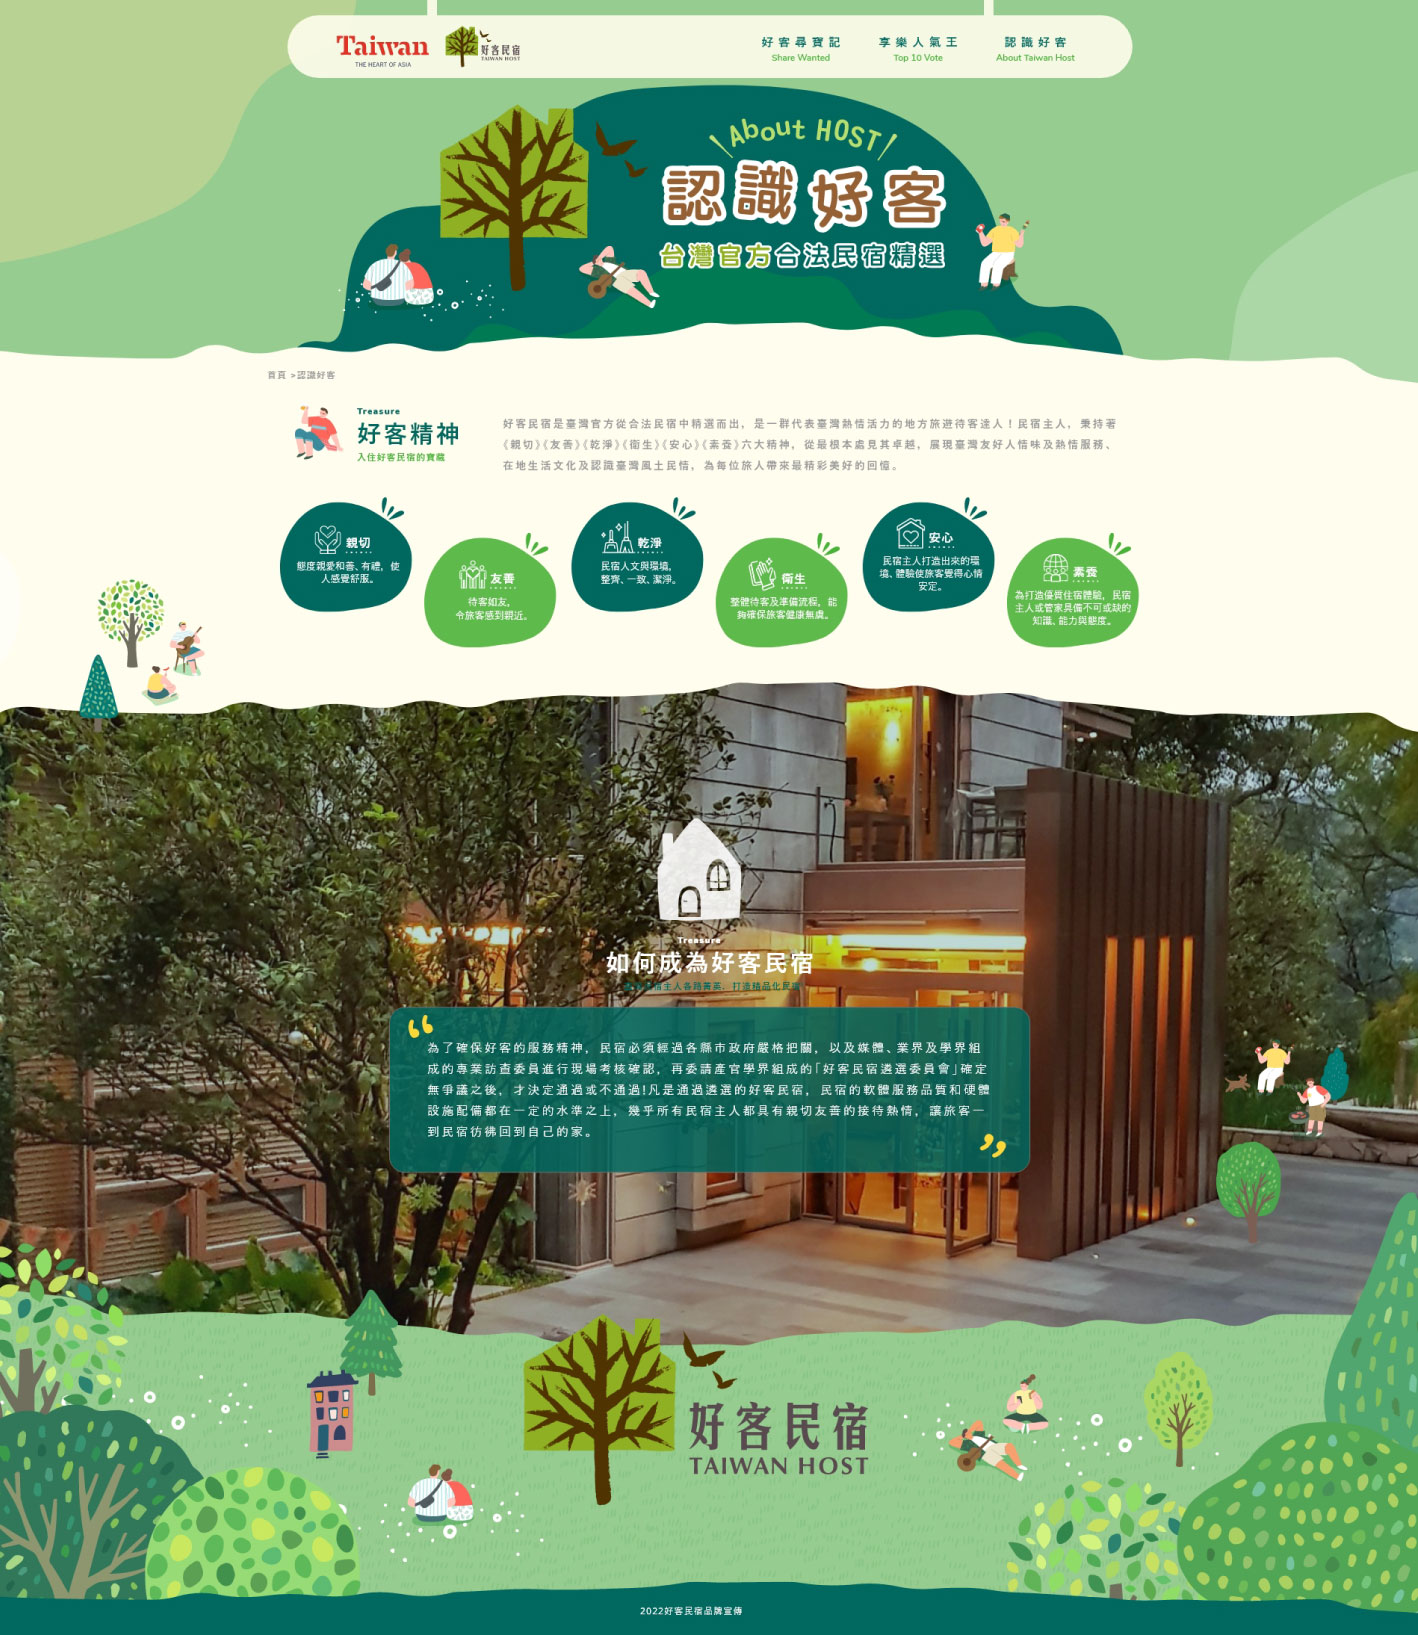 Taiwan
THE HEART OF ASIA
好客民宿
TAIWAN HOST
好客尋寶記
Share Wanted
享樂人氣王
Top 10 Vote
認識好客
About Taiwan Host
About HOST
認識好客
台灣官方合法民宿精選
首頁 >認識好客
Treasure
好客精神
入住好客民宿的寶藏
好客民宿是臺灣官方從合法民宿中精選而出，是一群代表臺灣熱情活力的地方旅遊待客達人！民宿主人，秉持著
《親切》《友善》《乾淨》《衛生》《安心》《素養》六大精神，從最根本處見其卓越，展現臺灣友好人情味及熱情服務、
在地生活文化及認識臺灣風土民情，為每位旅人帶來最精彩美好的回憶。
親切
態度親愛和善、有禮，使
人感覺舒服。
友善
待客如友，
令旅客感到親近。
乾淨
民宿人文與環境，
整齊、一致、潔淨。
衛生
整體待客及準備流程，能
夠確保旅客健康無虞。
安心
民宿主人打造出來的環
境、體驗使旅客覺得心情
安定。
素養
為打造優質住宿體驗，民宿
主人或管家具備不可或缺的
知識、能力與態度。
Treasure
如何成為好客民宿
宿主人各路菁英、打造精品化民宿
為了確保好客的服務精神，民宿必須經過各縣市政府嚴格把關，以及媒體、業界及學界組
成的專業訪查委員進行現場考核確認，再委請產官學界組成的「好客民宿遴選委員會」確定
無爭議之後，才決定通過或不通過!凡是通過遴選的好客民宿，民宿的軟體服務品質和硬體
設施配備都在一定的水準之上，幾乎所有民宿主人都具有親切友善的接待熱情，讓旅客一
到民宿彷彿回到自己的家。
好客民宿
TAIWAN HOST
2022好客民宿品牌宣傳